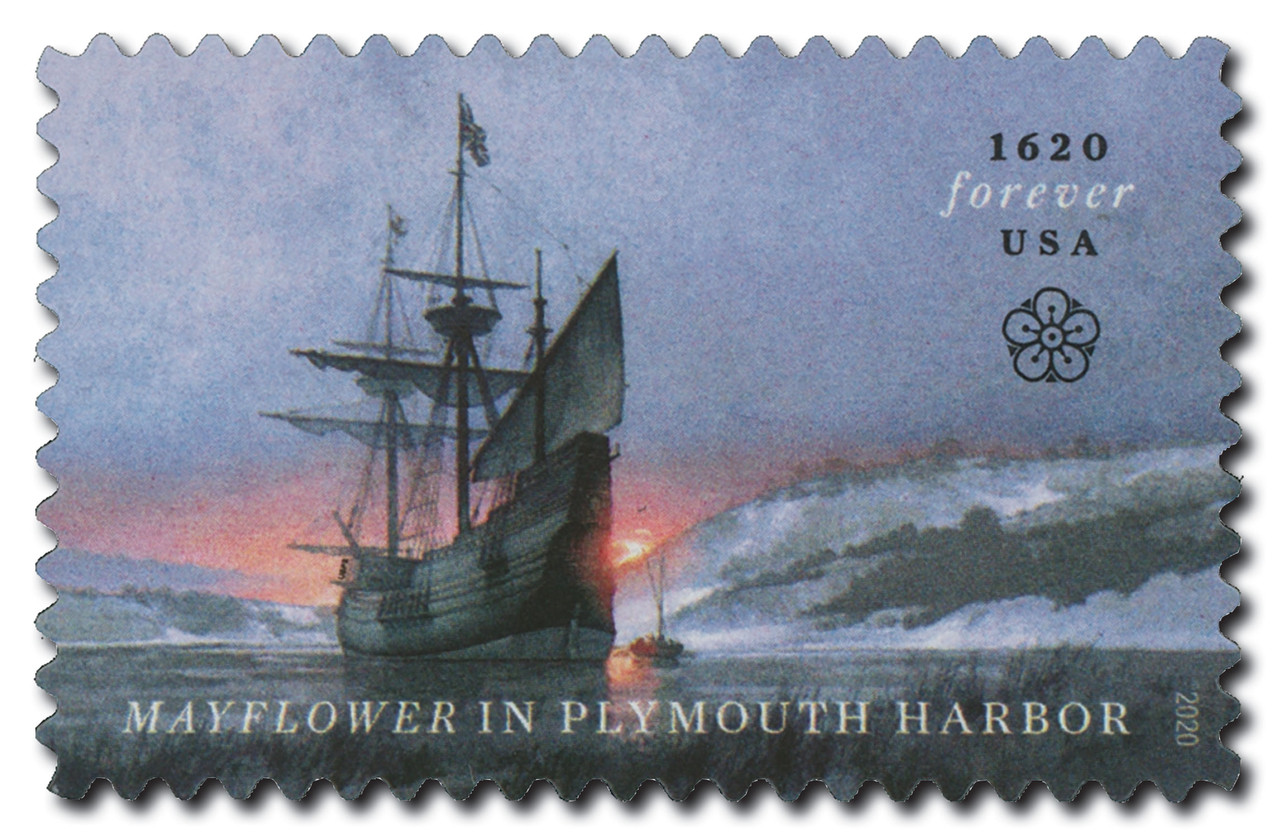 1620
forever
USA
MAYFLOWER IN PLYMOUTH HARBOR
2020